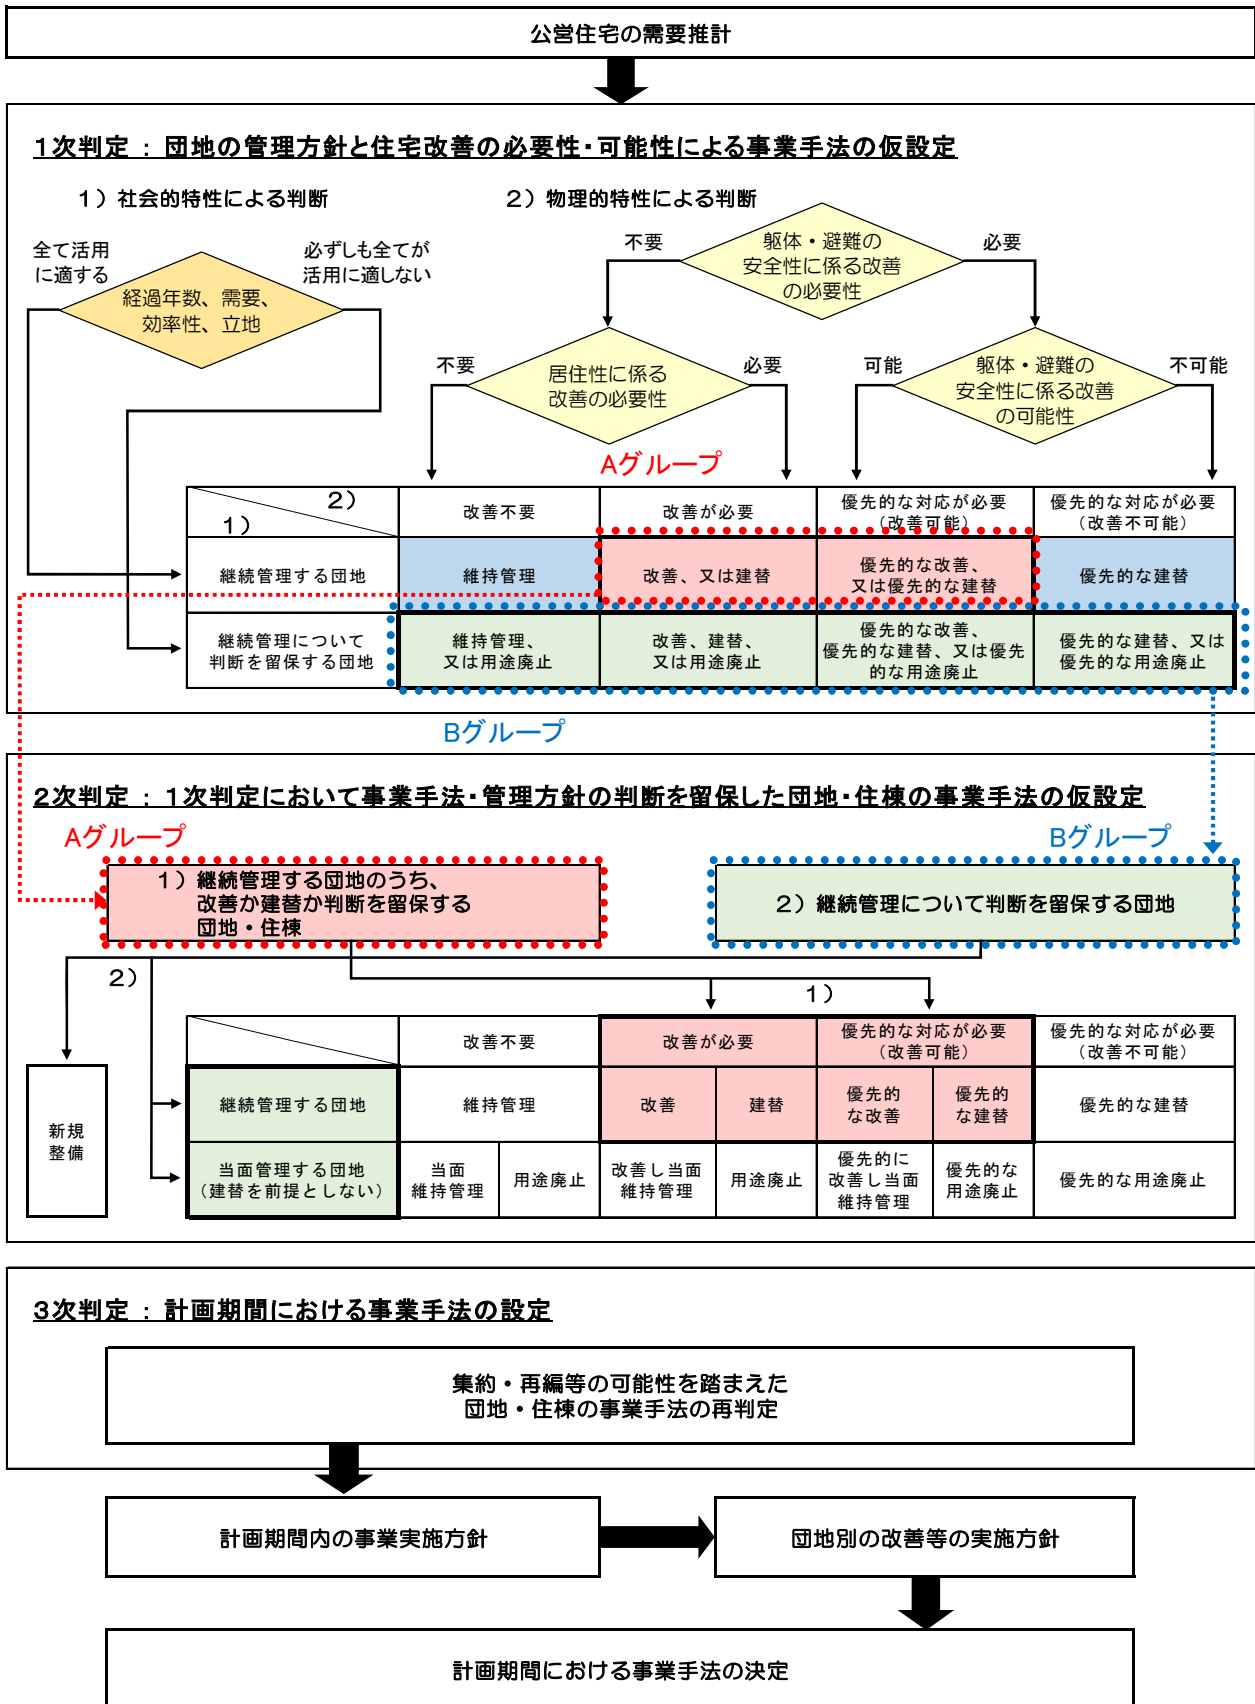 公営住宅の需要推計
1次判定 ： 団地の管理方針と住宅改善の必要性・可能性による事業手法の仮設定
1）社会的特性による判断
2）物理的特性による判断
全て活用
に適する
必ずしも全てが
活用に適しない
経過年数、需要、
効率性、立地
不要
必要
躯体・避難の
安全性に係る改善
の必要性
不要
必要
居住性に係る
改善の必要性
可能
不可能
躯体・避難の
安全性に係る改善
の可能性
Aグループ
2）
1）
改善不要
改善が必要
優先的な対応が必要
（改善可能）
優先的な対応が必要
（改善不可能）
継続管理する団地
維持管理
改善、又は建替
優先的な改善、
又は優先的な建替
優先的な建替
継続管理について
判断を留保する団地
維持管理、
又は用途廃止
改善、建替、
又は用途廃止
優先的な改善、
優先的な建替、又は優先
的な用途廃止
優先的な建替、又は
優先的な用途廃止
Bグループ
2次判定 ： 1次判定において事業手法・管理方針の判断を留保した団地・住棟の事業手法の仮設定
Aグループ
Bグループ
1）継続管理する団地のうち、
改善か建替か判断を留保する
団地・住棟
2）継続管理について判断を留保する団地
2）
1）
改善不要
改善が必要
優先的な対応が必要
（改善可能）
優先的な対応が必要
（改善不可能）
新規
整備
継続管理する団地
維持管理
改善
建替
優先的
な改善
優先的
な建替
優先的な建替
当面管理する団地
（建替を前提としない）
当面
維持管理
用途廃止
改善し当面
維持管理
用途廃止
優先的に
改善し当面
維持管理
優先的な
用途廃止
優先的な用途廃止
3次判定 ： 計画期間における事業手法の設定
集約・再編等の可能性を踏まえた
団地・住棟の事業手法の再判定
計画期間内の事業実施方針
団地別の改善等の実施方針
計画期間における事業手法の決定